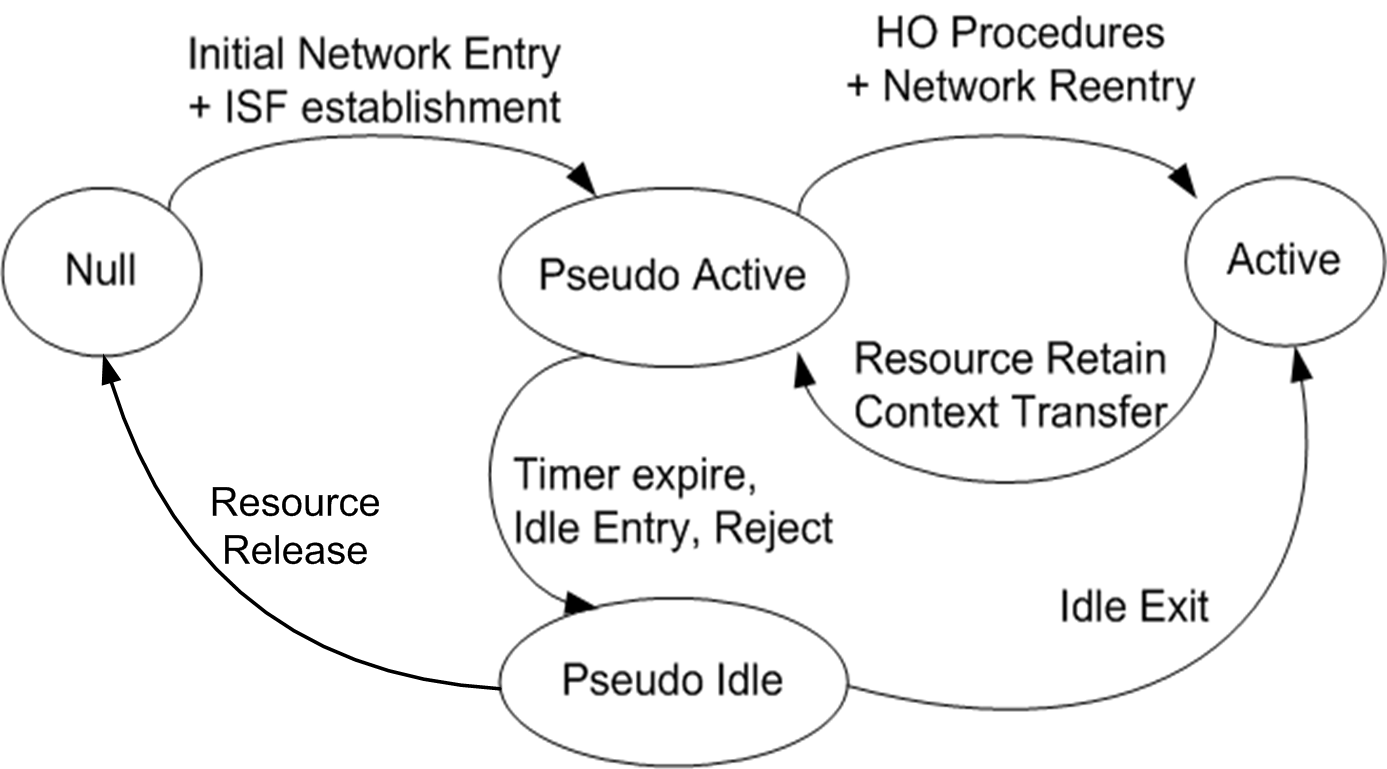 Initial Network Entry
+ ISF establishment
HO Procedures
+ Network Reentry
Null
Pseudo Active
Active
Resource Retain
Context Transfer
Timer expire,
Idle Entry, Reject
Resource
Release
Idle Exit
Pseudo Idle